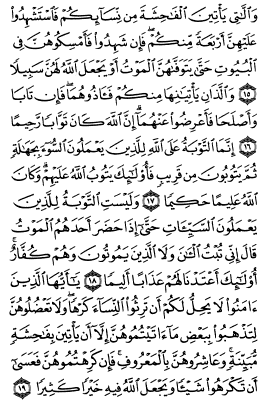 وَٱلَّٰتِى يَأْتِينَ ٱلْفَٰحِشَةَ مِن نِّسَآئِكُمْ فَٱسْتَشْهِدُوا۟
عَلَيْهِنَّ أَرْبَعَةً مِّنكُمْ ۖ فَإِن شَهِدُوا۟ فَأَمْسِكُوهُنَّ فِى
ٱلْبُيُوتِ حَتَّىٰ يَتَوَفَّىٰهُنَّ ٱلْمَوْتُ أَوْ يَجْعَلَ ٱللَّهُ لَهُنَّ سَبِيلًا
١٥ وَٱلَّذَانِ يَأْتِيَٰنِهَا مِنكُمْ فَـَٔاذُوهُمَا ۖ فَإِن تَابَا
وَأَصْلَحَا فَأَعْرِضُوا۟ عَنْهُمَآ ۗ إِنَّ ٱللَّهَ كَانَ تَوَّابًا رَّحِيمًا
١٦ إِنَّمَا ٱلتَّوْبَةُ عَلَى ٱللَّهِ لِلَّذِينَ يَعْمَلُونَ ٱلسُّوٓءَ بِجَهَٰلَةٍ
ثُمَّ يَتُوبُونَ مِن قَرِيبٍ فَأُو۟لَٰٓئِكَ يَتُوبُ ٱللَّهُ عَلَيْهِمْ ۗ وَكَانَ
ٱللَّهُ عَلِيمًا حَكِيمًا ١٧ وَلَيْسَتِ ٱلتَّوْبَةُ لِلَّذِينَ
يَعْمَلُونَ ٱلسَّيِّـَٔاتِ حَتَّىٰٓ إِذَا حَضَرَ أَحَدَهُمُ ٱلْمَوْتُ
قَالَ إِنِّى تُبْتُ ٱلْـَٰٔنَ وَلَا ٱلَّذِينَ يَمُوتُونَ وَهُمْ كُفَّارٌ ۚ
أُو۟لَٰٓئِكَ أَعْتَدْنَا لَهُمْ عَذَابًا أَلِيمًا ١٨ يَٰٓأَيُّهَا ٱلَّذِينَ
ءَامَنُوا۟ لَا يَحِلُّ لَكُمْ أَن تَرِثُوا۟ ٱلنِّسَآءَ كَرْهًا ۖ وَلَا تَعْضُلُوهُنَّ
لِتَذْهَبُوا۟ بِبَعْضِ مَآ ءَاتَيْتُمُوهُنَّ إِلَّآ أَن يَأْتِينَ بِفَٰحِشَةٍ
مُّبَيِّنَةٍ ۚ وَعَاشِرُوهُنَّ بِٱلْمَعْرُوفِ ۚ فَإِن كَرِهْتُمُوهُنَّ فَعَسَىٰٓ
أَن تَكْرَهُوا۟ شَيْـًٔا وَيَجْعَلَ ٱللَّهُ فِيهِ خَيْرًا كَثِيرًا ١٩